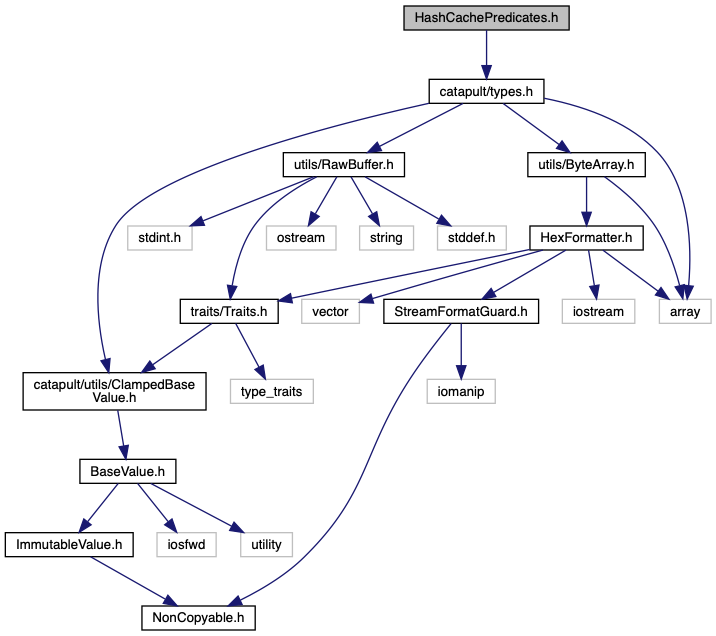 HashCachePredicates.h
catapult/types.h
utils/RawBuffer.h
utils/ByteArray.h
stdint.h
ostream
string
stddef.h
HexFormatter.h
traits/Traits.h
vector
StreamFormatGuard.h
iostream
array
catapult/utils/ClampedBase
Value.h
type_traits
iomanip
BaseValue.h
ImmutableValue.h
iosfwd
utility
NonCopyable.h